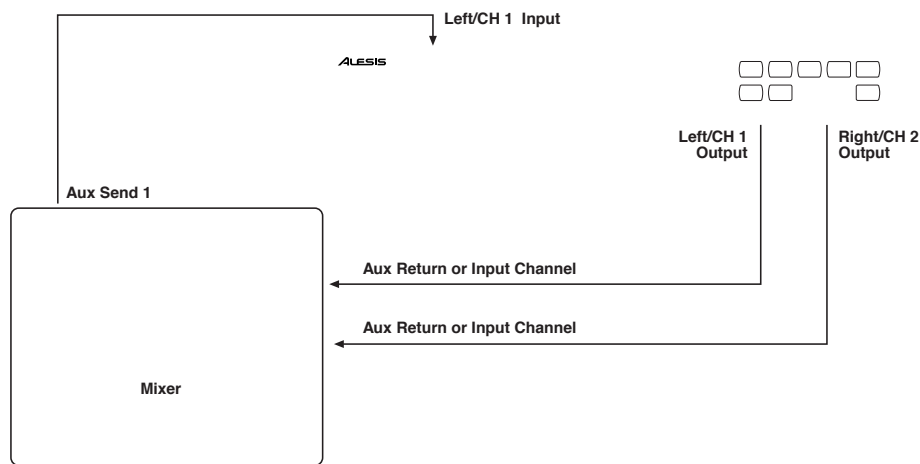 Left/CH 1 Input
ALESIS
Left/CH 1
Output
Right/CH 2
Output
Aux Send 1
Aux Return or Input Channel
Aux Return or Input Channel
Mixer